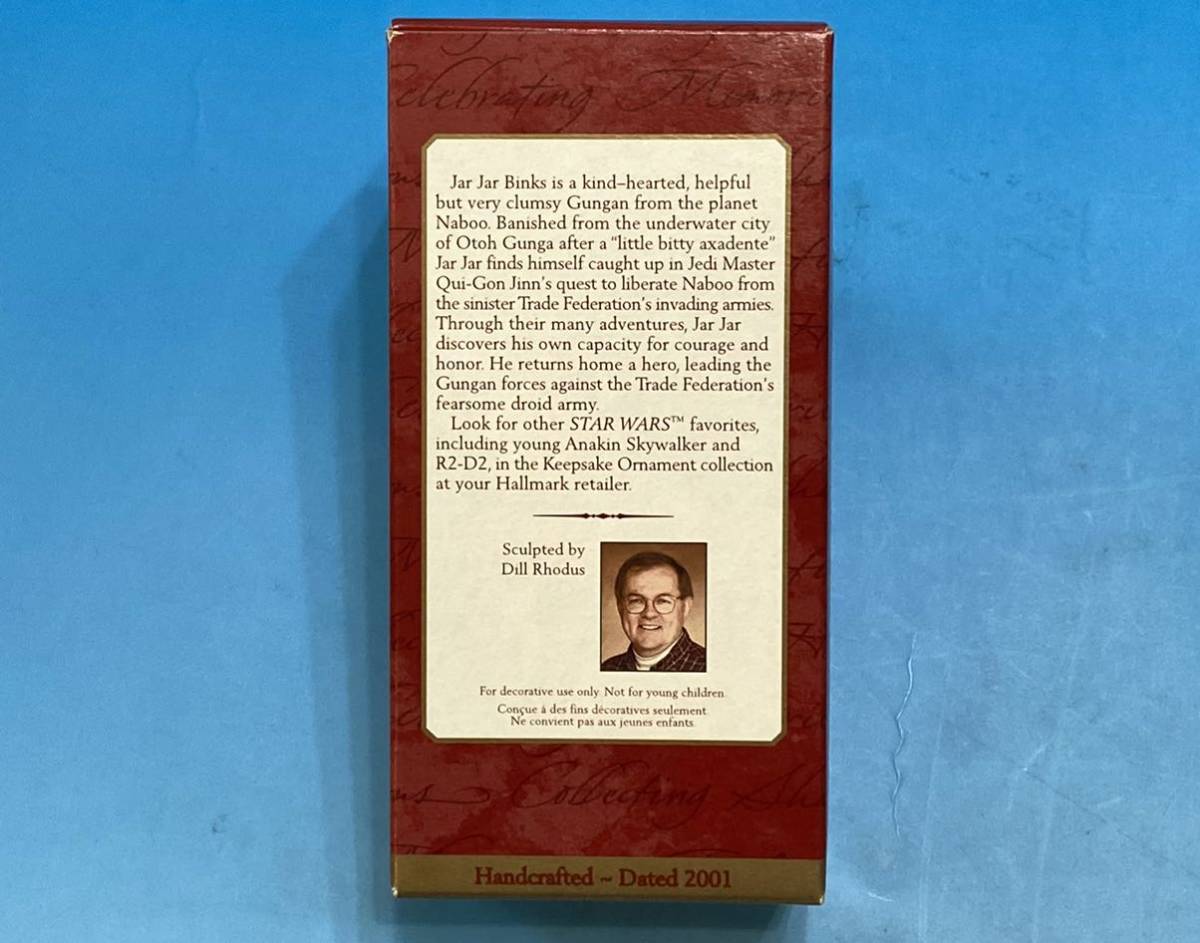 Celebrating Memori
Jar Jar Binks is a kind–hearted, helpful
but very clumsy Gungan from the planet
Naboo. Banished from the underwater city
of Otoh Gunga after a "little bitty axadente"
Jar Jar finds himself caught up in Jedi Master
Qui-Gon Jinn's quest to liberate Naboo from
the sinister Trade Federation's invading armies.
Through their many adventures, Jar Jar
discovers his own capacity for courage and
honor. He returns home a hero, leading the
Gungan forces against the Trade Federation's
fearsome droid army.
Look for other STAR WARS™ favorites,
including young Anakin Skywalker and
R2-D2, in the Keepsake Ornament collection
at your Hallmark retailer.
Sculpted by
Dill Rhodus
For decorative use only. Not for young children.
Conçue à des fins décoratives seulement.
Ne convient pas aux jeunes enfants.
Collecting Sh
Handcrafted ~ Dated 2001